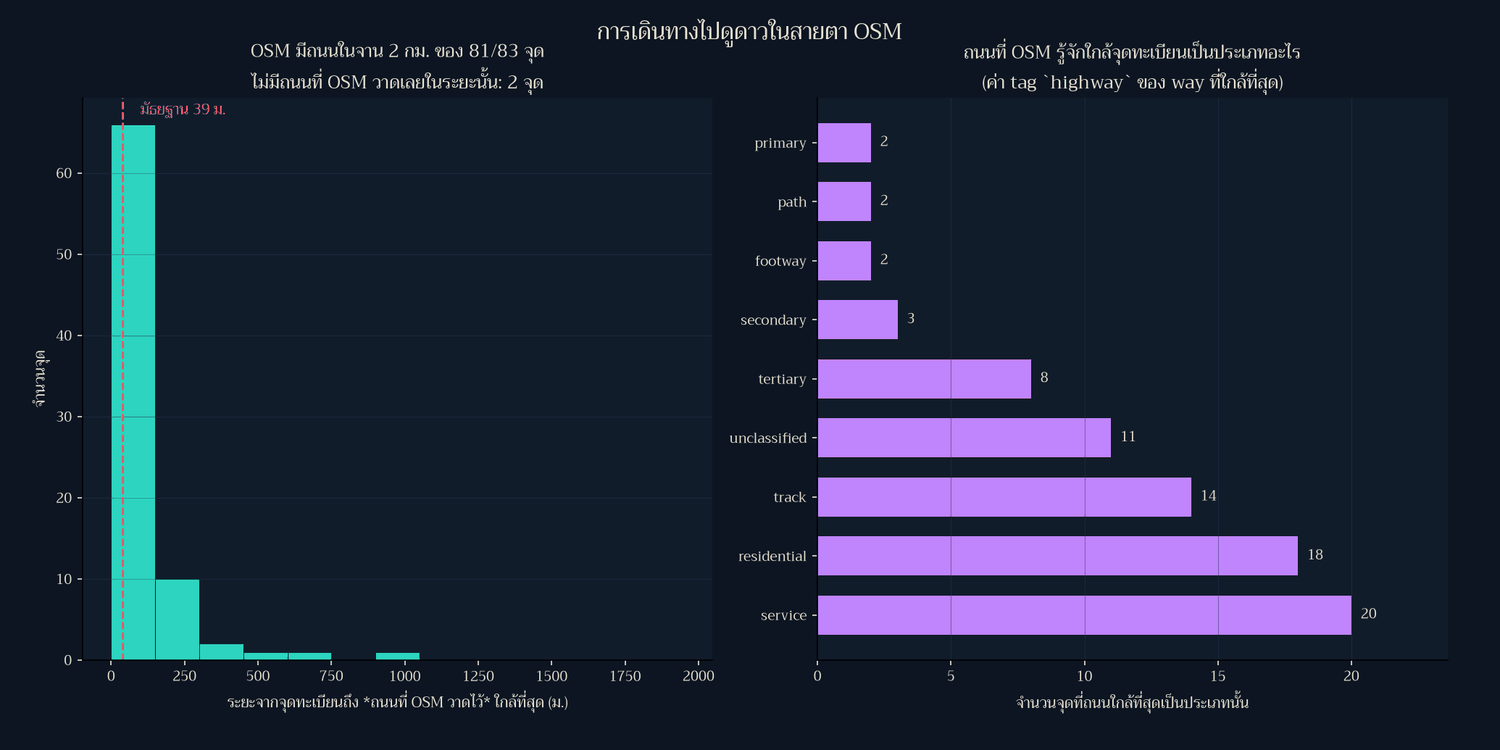 การเดินทางไปดูดาวในสายตา OSM
OSM มีถนนในจาน 2 กม. ของ 81/83 จุด
ไม่มีถนนที่ OSM วาดเลยในระยะนั้น: 2 จุด
มัธยฐาน 39 ม.
จำนวนจุด
60
50
40
30
20
10
0
0 250 500 750 1000 1250 1500 1750 2000
ระยะจากจุดทะเบียนถึง *ถนนที่ OSM วาดไว้* ใกล้ที่สุด (ม.)
ถนนที่ OSM รู้จักใกล้จุดทะเบียนเป็นประเภทอะไร
(ค่า tag `highway` ของ way ที่ใกล้ที่สุด)
primary 2
path 2
footway 2
secondary 3
tertiary 8
unclassified 11
track 14
residential 18
service 20
0 5 10 15 20
จำนวนจุดที่ถนนใกล้ที่สุดเป็นประเภทนั้น